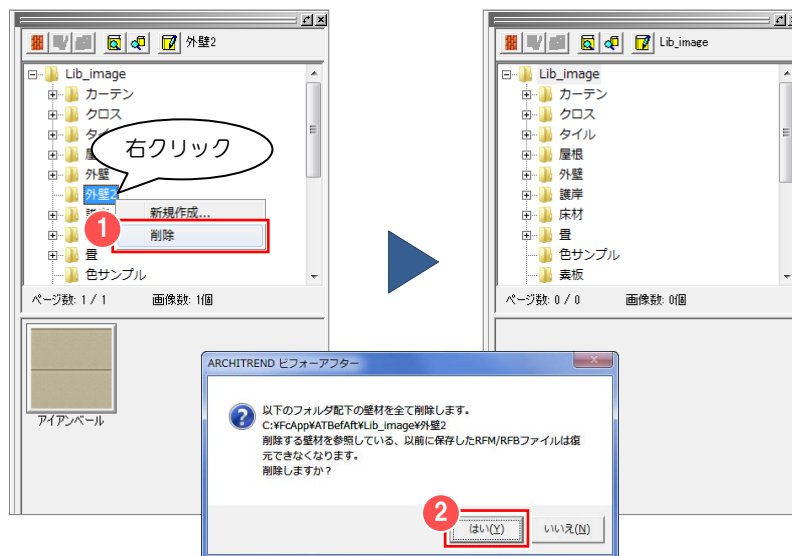 外壁2
Lib_image
カーテン
クロス
右クリック
外壁
外壁2
1
新規作成...
削除
畳
色サンプル
ページ数: 1 / 1 画像数: 1個
アイアンベール
Lib_image
Lib_image
カーテン
クロス
タイル
屋根
外壁
護岸
床材
畳
色サンプル
素板
ページ数: 0 / 0 画像数: 0個
ARCHITREND ビフォーアフター
以下のフォルダ配下の壁材を全て削除します。
C:¥FcApp¥ATBefAft¥Lib_image¥外壁2
削除する壁材を参照している、以前に保存したRFM/RFBファイルは復
元できなくなります。
削除しますか？
2
はい(Y) いいえ(N)